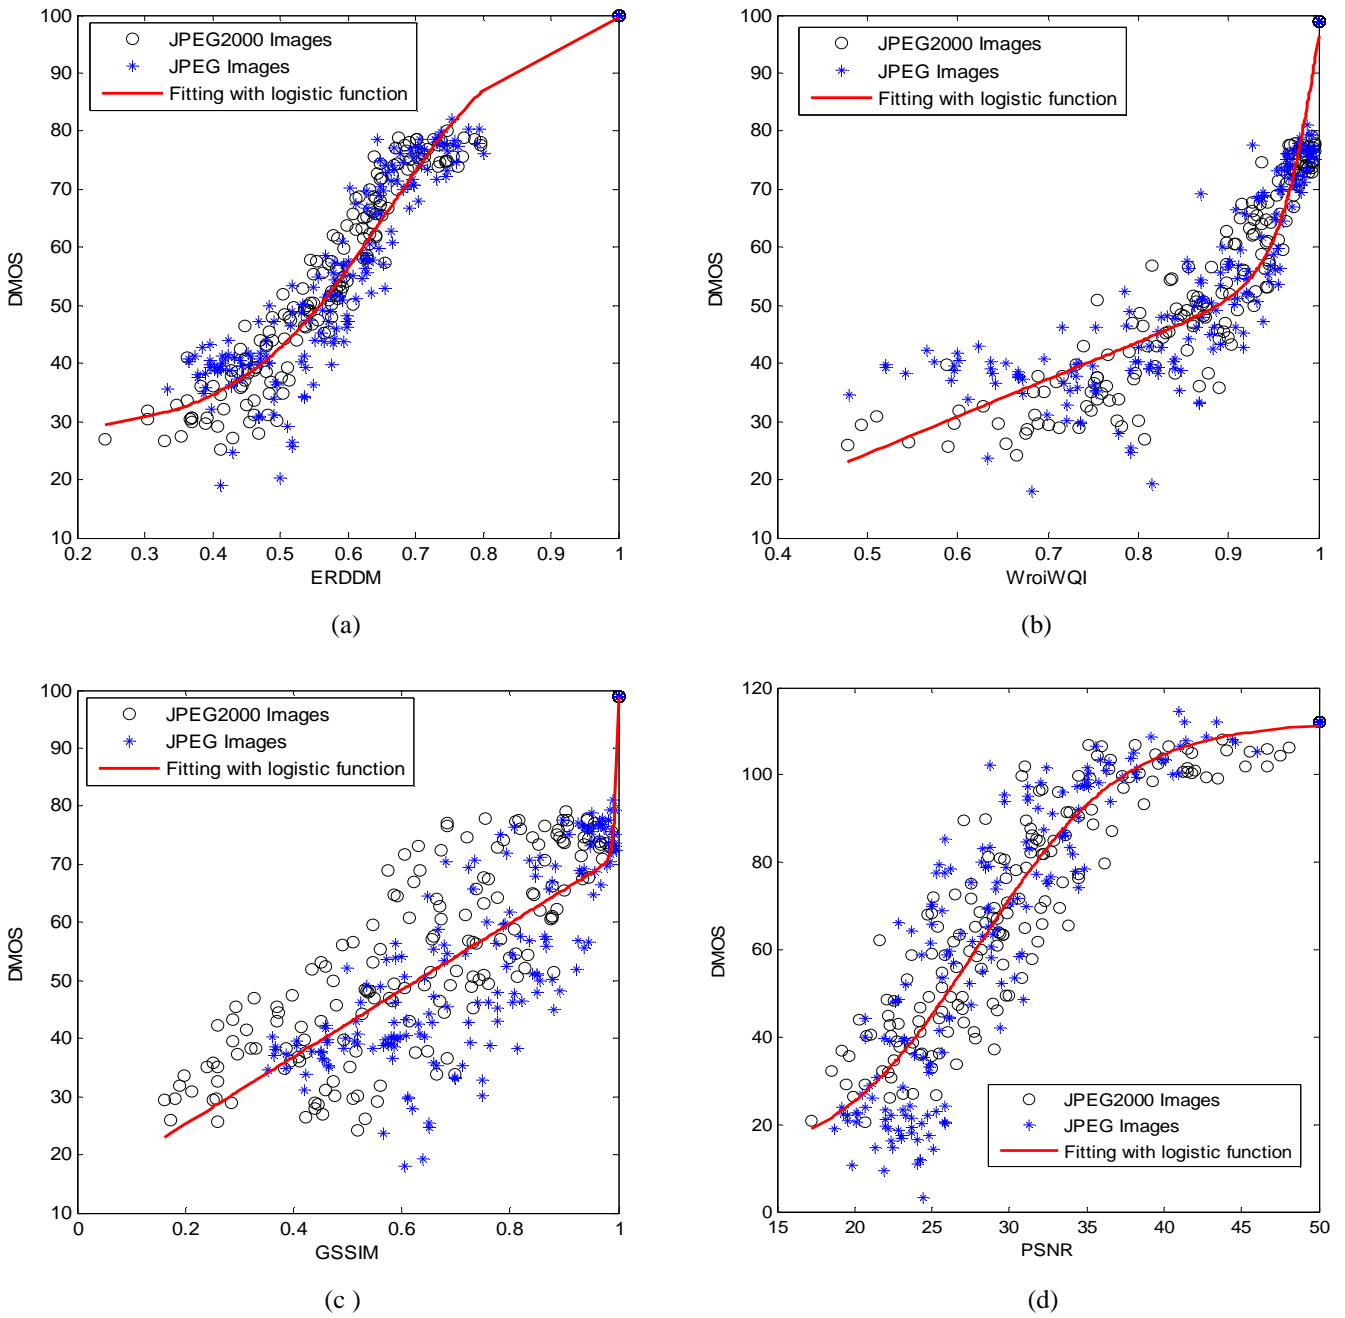 100
90
80
70
60
50
40
30
20
10
DMOS
JPEG2000 Images
JPEG Images
Fitting with logistic function
0.2 0.3 0.4 0.5 0.6 0.7 0.8 0.9 1
ERDDM
(a)
100
90
80
70
60
50
40
30
20
10
DMOS
JPEG2000 Images
JPEG Images
Fitting with logistic function
0.4 0.5 0.6 0.7 0.8 0.9 1
WroiWQI
(b)
100
90
80
70
60
50
40
30
20
10
DMOS
JPEG2000 Images
JPEG Images
Fitting with logistic function
0 0.2 0.4 0.6 0.8 1
GSSIM
(c )
120
100
80
60
40
20
0
DMOS
JPEG2000 Images
JPEG Images
Fitting with logistic function
15 20 25 30 35 40 45 50
PSNR
(d)